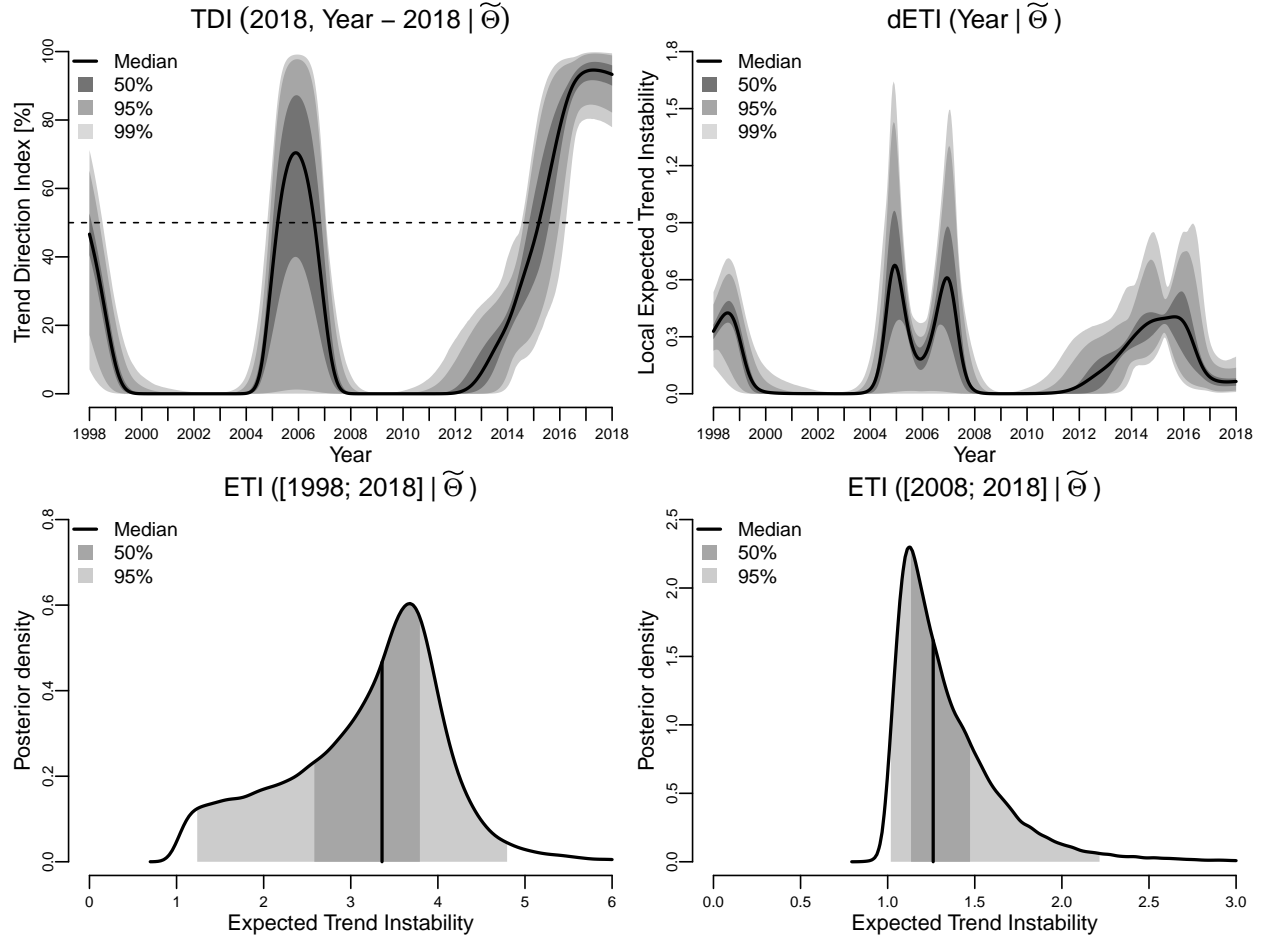 TDI (2018, Year − 2018 | Θ̃)
Trend Direction Index [%]
0 20 40 60 80 100
Median
50%
95%
99%
1998 2000 2002 2004 2006 2008 2010 2012 2014 2016 2018
Year
dETI (Year | Θ̃ )
Local Expected Trend Instability
0.0 0.3 0.6 0.9 1.2 1.5 1.8
Median
50%
95%
99%
1998 2000 2002 2004 2006 2008 2010 2012 2014 2016 2018
Year
ETI ([1998; 2018] | Θ̃ )
Posterior density
0.0 0.2 0.4 0.6 0.8
Median
50%
95%
0 1 2 3 4 5 6
Expected Trend Instability
ETI ([2008; 2018] | Θ̃ )
Posterior density
0.0 0.5 1.0 1.5 2.0 2.5
Median
50%
95%
0.0 0.5 1.0 1.5 2.0 2.5 3.0
Expected Trend Instability